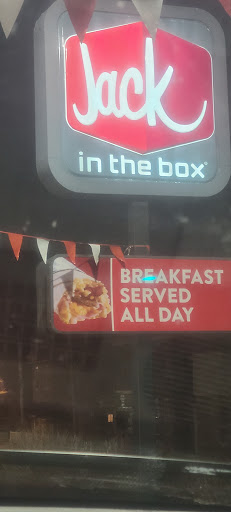 Jack
in the box
BREAKFAST
SERVED
ALL DAY